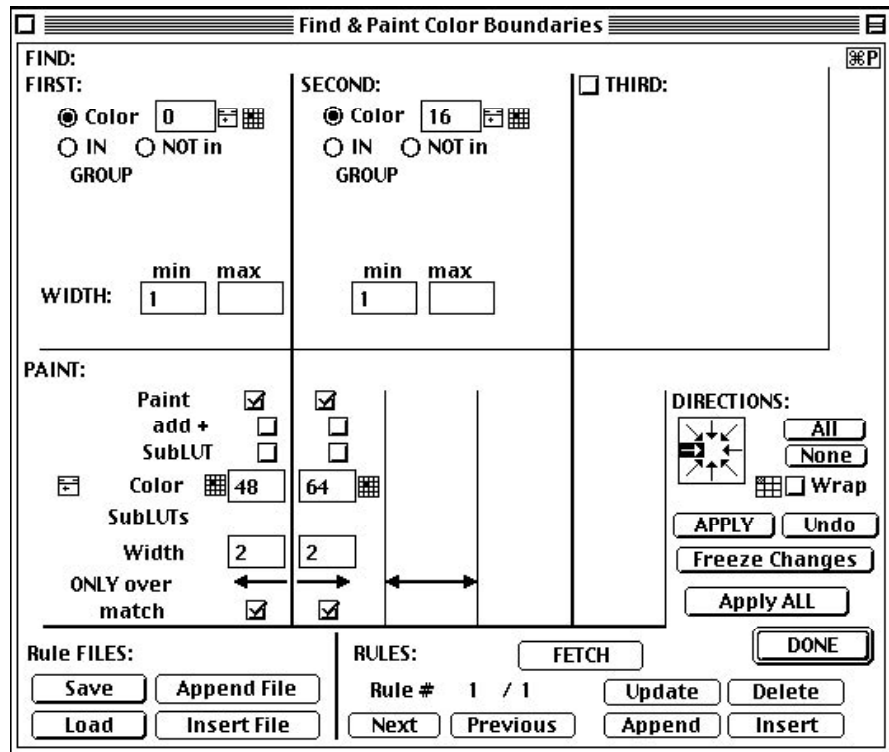 Find & Paint Color Boundaries
FIND: ⌘P
FIRST: SECOND: THIRD:
Color 0 Color 16
IN NOT in IN NOT in
GROUP GROUP
min max min max
WIDTH: 1 1
PAINT:
Paint DIRECTIONS:
add + All
SubLUT None
Color 48 64 Wrap
SubLUTs APPLY Undo
Width 2 2 Freeze Changes
ONLY over
match Apply ALL
Rule FILES: RULES: FETCH DONE
Save Append File Rule # 1 / 1 Update Delete
Load Insert File Next Previous Append Insert